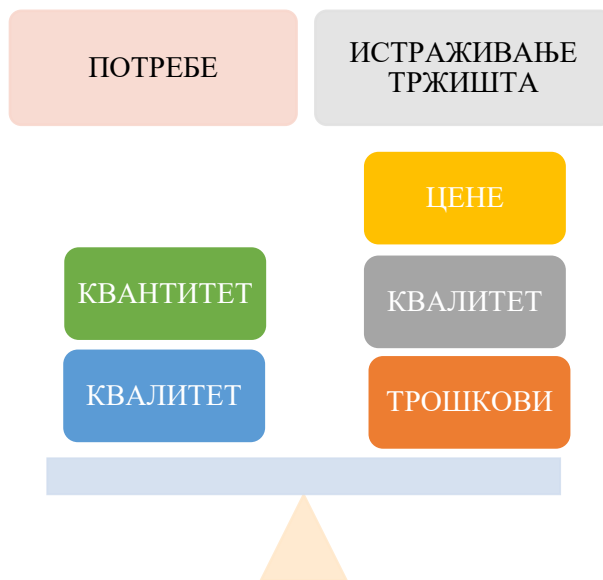 ПОТРЕБЕ
ИСТРАЖИВАЊЕ
ТРЖИШТА
ЦЕНЕ
КВАНТИТЕТ
КВАЛИТЕТ
КВАЛИТЕТ
ТРОШКОВИ